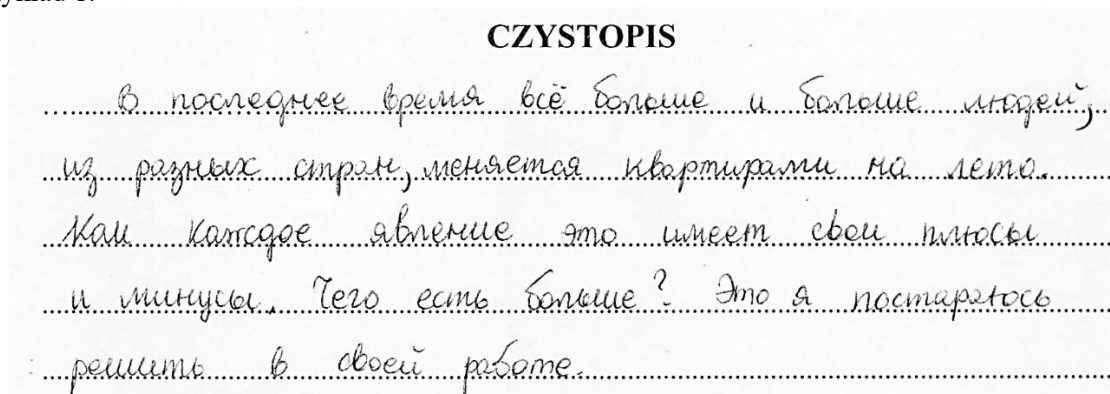 CZYSTOPIS
В последнее время всё больше и больше людей,
из разных стран, меняется квартирами на лето.
Как каждое явление это имеет свои плюсы
и минусы. Чего есть больше? Это я постараюсь
решить в своей работе.